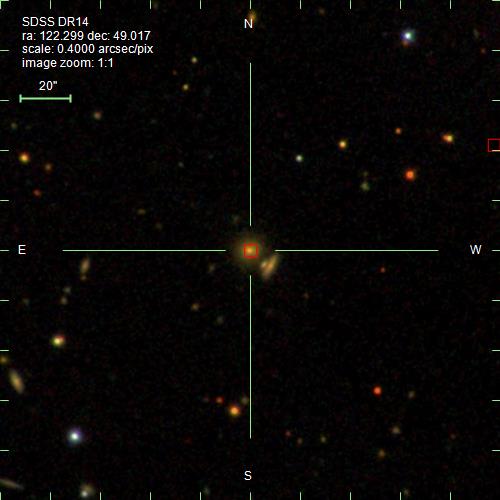 SDSS DR14
ra: 122.299 dec: 49.017
scale: 0.4000 arcsec/pix
image zoom: 1:1
20"
N
E
W
S